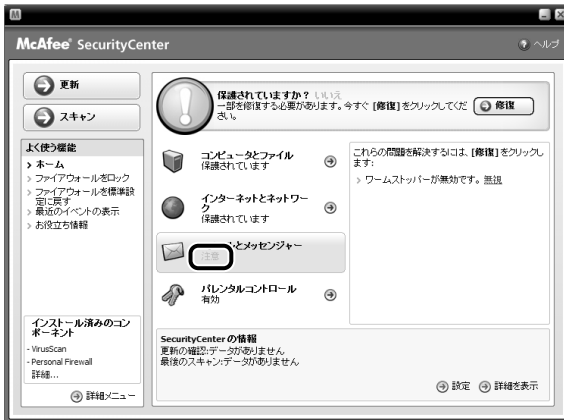 McAfee® SecurityCenter
ヘルプ
更新
スキャン
よく使う機能
> ホーム
> ファイアウォールをロック
> ファイアウォールを標準設
定に戻す
> 最近のイベントの表示
> お役立ち情報
インストール済みのコン
ポーネント
- VirusScan
- Personal Firewall
詳細...
詳細メニュー
保護されていますか? いいえ
一部を修復する必要があります。今すぐ [修復] をクリックしてくだ
さい。
修復
コンピュータとファイル
保護されています
インターネットとネットワー
ク
保護されています
とメッセンジャー
注意
パレンタルコントロール
有効
これらの問題を解決するには、[修復] をクリックし
ます:
> ワームストッパーが無効です。 無視
SecurityCenter の情報
更新の確認:データがありません
最後のスキャン:データがありません
設定
詳細を表示